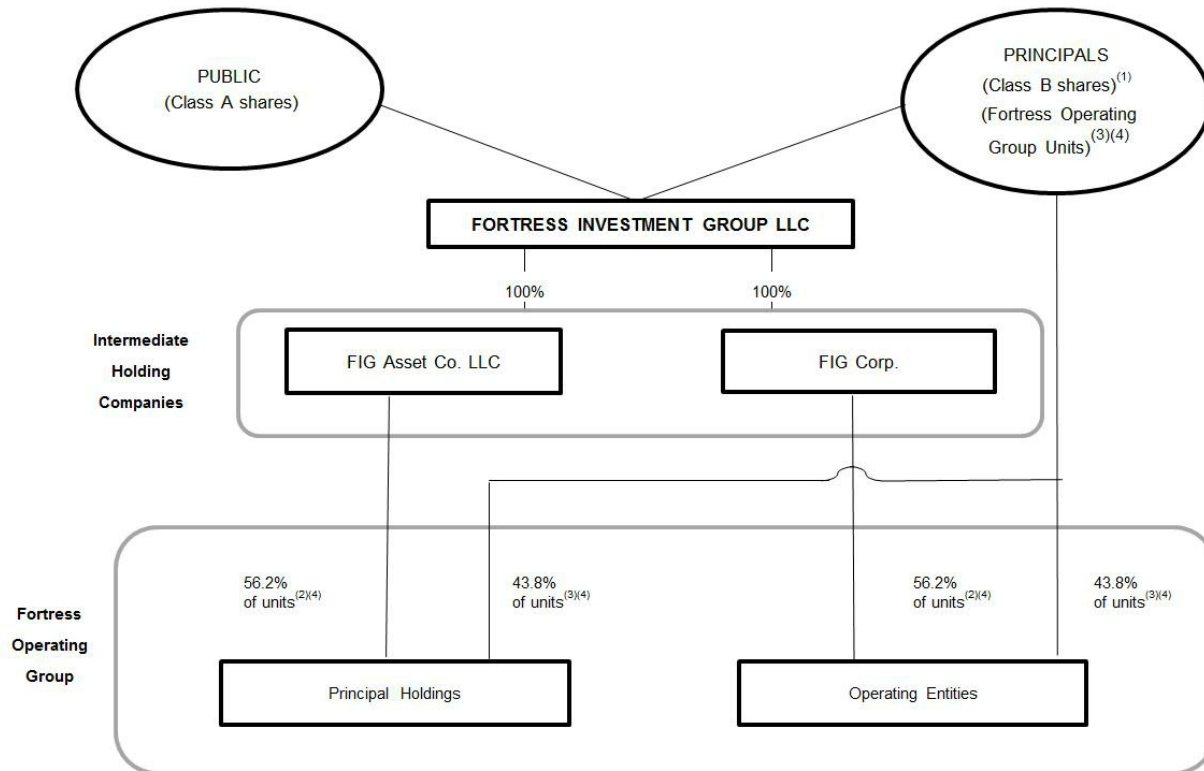 PUBLIC
(Class A shares)
PRINCIPALS
(Class B shares)(1)
(Fortress Operating
Group Units)(3)(4)
FORTRESS INVESTMENT GROUP LLC
100%
100%
Intermediate
Holding
Companies
FIG Asset Co. LLC
FIG Corp.
Fortress
Operating
Group
56.2%
of units(2)(4)
43.8%
of units(3)(4)
56.2%
of units(2)(4)
43.8%
of units(3)(4)
Principal Holdings
Operating Entities